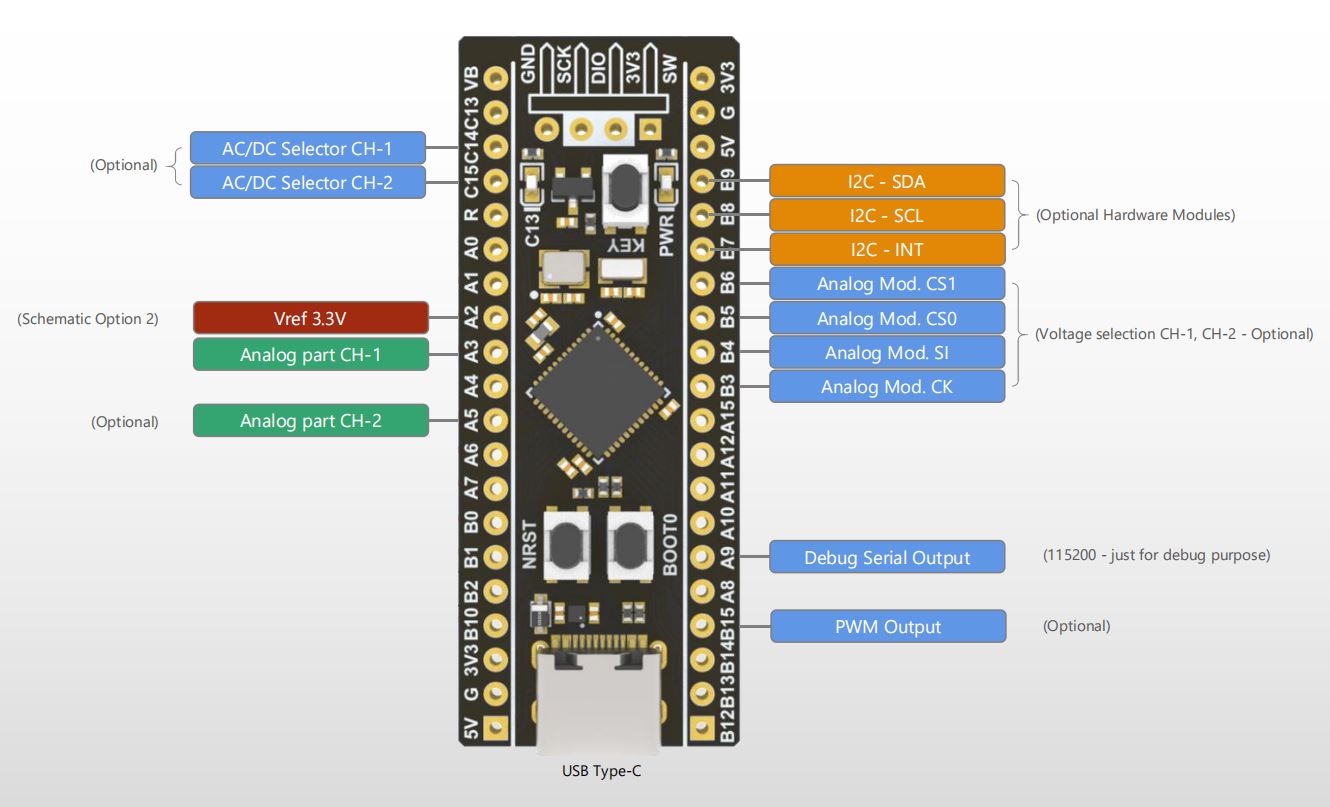 GND
SCK
DIO
3V3
SW
VB
C13
C14
C15
R
A0
A1
A2
A3
A4
A5
A6
A7
B0
B1
B2
B10
3V3
G
5V
3V3
G
5V
B9
B8
B7
B6
B5
B4
B3
A15
A12
A11
A10
A9
A8
B15
B14
B13
B12
C13
KEY
PWR
NRST
BOOT0
(Optional)
AC/DC Selector CH-1
AC/DC Selector CH-2
(Schematic Option 2)
Vref 3.3V
Analog part CH-1
(Optional)
Analog part CH-2
I2C - SDA
I2C - SCL
I2C - INT
(Optional Hardware Modules)
Analog Mod. CS1
Analog Mod. CS0
Analog Mod. SI
Analog Mod. CK
(Voltage selection CH-1, CH-2 - Optional)
Debug Serial Output
(115200 - just for debug purpose)
PWM Output
(Optional)
USB Type-C